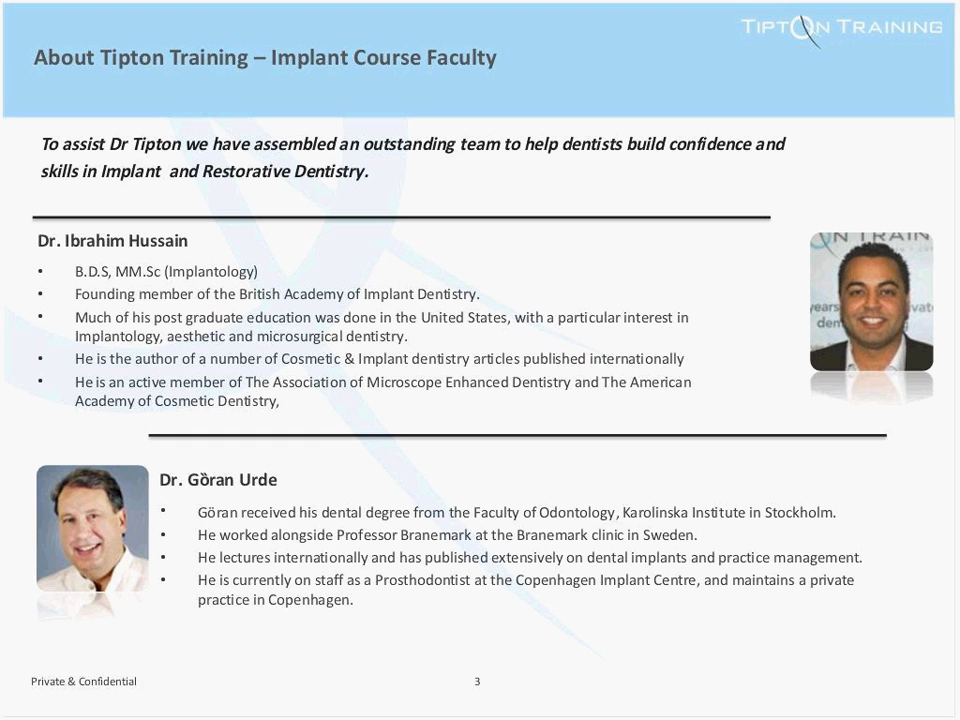 TIPTON TRAINING
About Tipton Training – Implant Course Faculty
To assist Dr Tipton we have assembled an outstanding team to help dentists build confidence and
skills in Implant and Restorative Dentistry.
Dr. Ibrahim Hussain
• B.D.S, MM.Sc (Implantology)
• Founding member of the British Academy of Implant Dentistry.
• Much of his post graduate education was done in the United States, with a particular interest in
Implantology, aesthetic and microsurgical dentistry.
• He is the author of a number of Cosmetic & Implant dentistry articles published internationally
• He is an active member of The Association of Microscope Enhanced Dentistry and The American
Academy of Cosmetic Dentistry,
N TRAIN
years
ivate
den
Dr. Göran Urde
• Göran received his dental degree from the Faculty of Odontology, Karolinska Institute in Stockholm.
• He worked alongside Professor Branemark at the Branemark clinic in Sweden.
• He lectures internationally and has published extensively on dental implants and practice management.
• He is currently on staff as a Prosthodontist at the Copenhagen Implant Centre, and maintains a private
practice in Copenhagen.
Private & Confidential
3